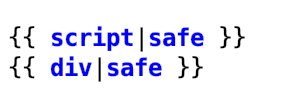 {{ script|safe }}
{{ div|safe }}